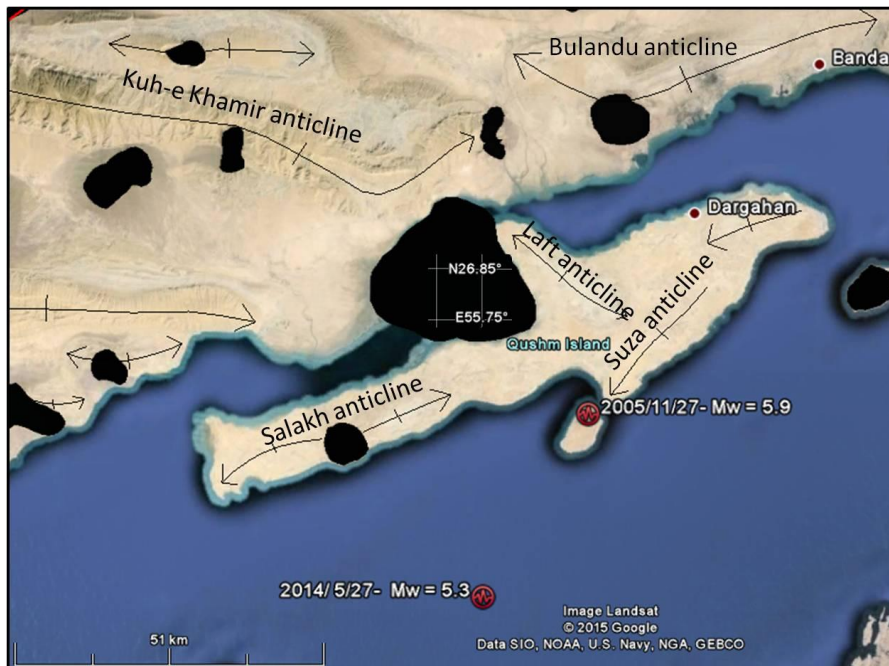 Bulandu anticline
Banda
Kuh-e Khamir anticline
Dargahan
Laft anticline
N26.85°
E55.75°
Suza anticline
Qushm Island
Salakh anticline
2005/11/27- Mw = 5.9
2014/ 5/27- Mw = 5.3
Image Landsat
© 2015 Google
Data SIO, NOAA, U.S. Navy, NGA, GEBCO
51 km